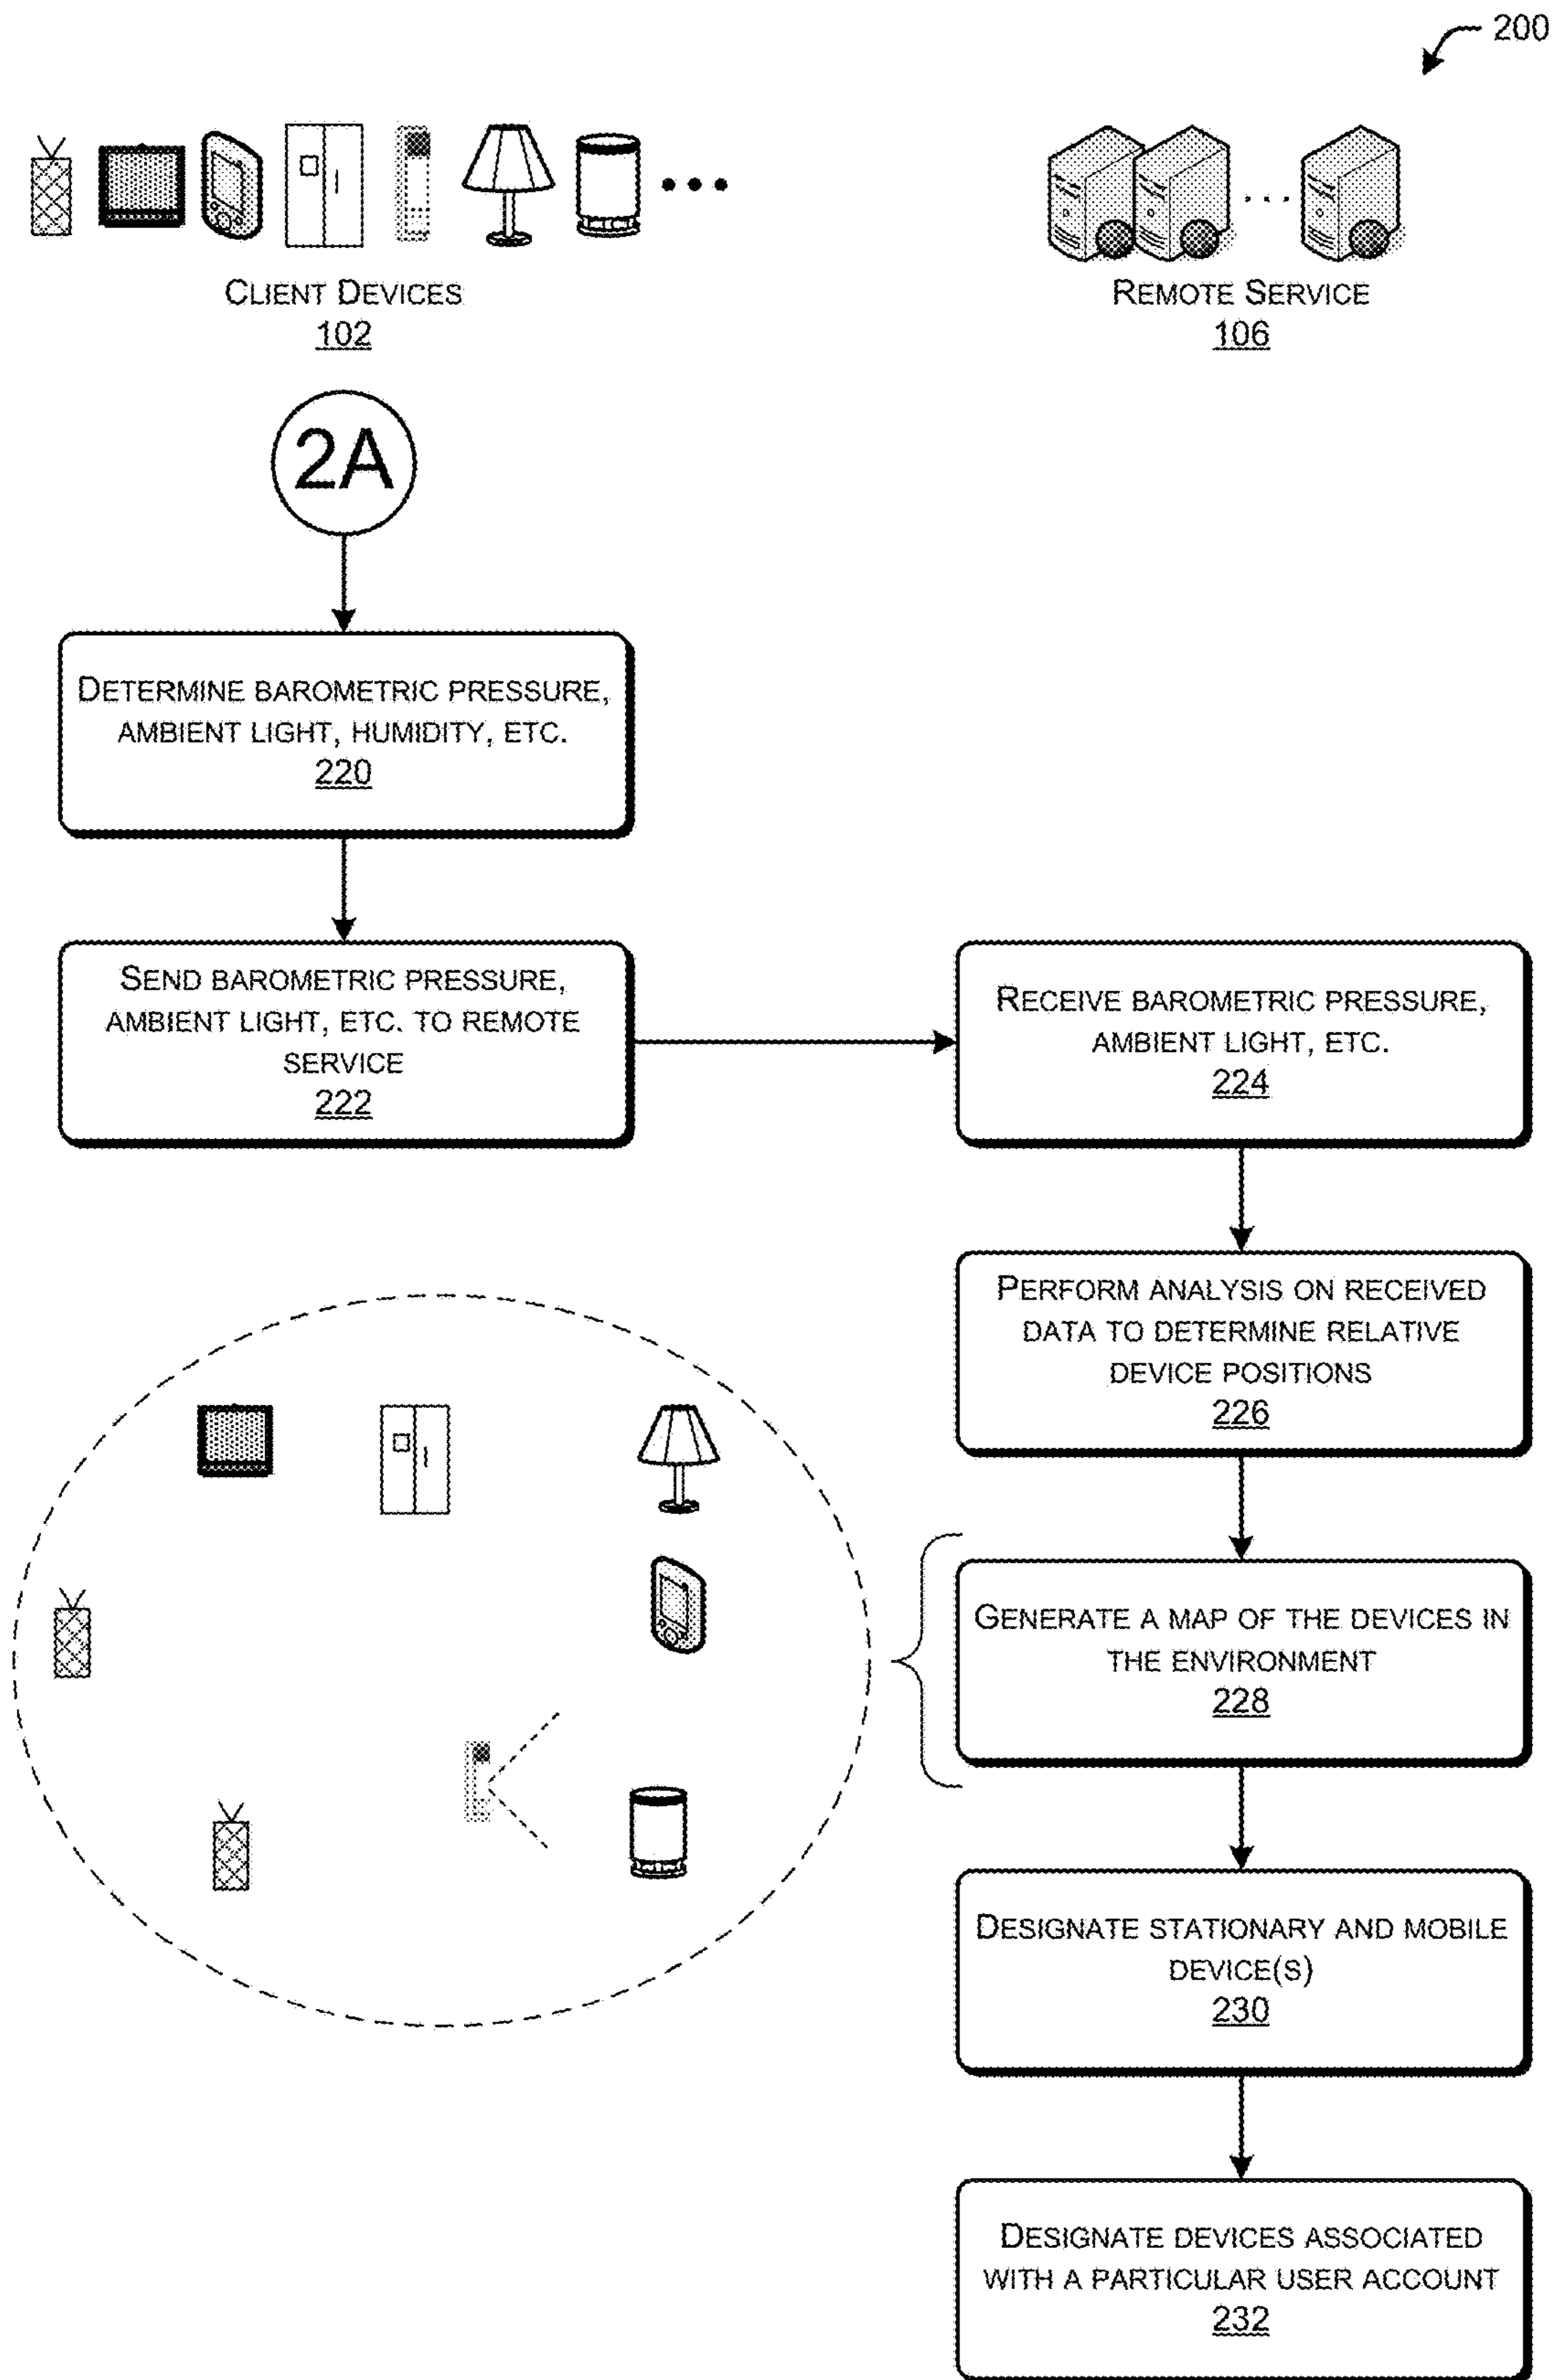 200
CLIENT DEVICES
102
REMOTE SERVICE
106
2A
DETERMINE BAROMETRIC PRESSURE,
AMBIENT LIGHT, HUMIDITY, ETC.
220
SEND BAROMETRIC PRESSURE,
AMBIENT LIGHT, ETC. TO REMOTE
SERVICE
222
RECEIVE BAROMETRIC PRESSURE,
AMBIENT LIGHT, ETC.
224
PERFORM ANALYSIS ON RECEIVED
DATA TO DETERMINE RELATIVE
DEVICE POSITIONS
226
GENERATE A MAP OF THE DEVICES IN
THE ENVIRONMENT
228
DESIGNATE STATIONARY AND MOBILE
DEVICE(S)
230
DESIGNATE DEVICES ASSOCIATED
WITH A PARTICULAR USER ACCOUNT
232